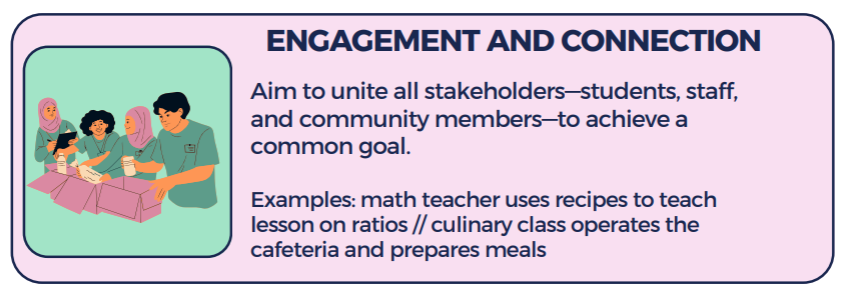 ENGAGEMENT AND CONNECTION
Aim to unite all stakeholders—students, staff,
and community members—to achieve a
common goal.
Examples: math teacher uses recipes to teach
lesson on ratios // culinary class operates the
cafeteria and prepares meals